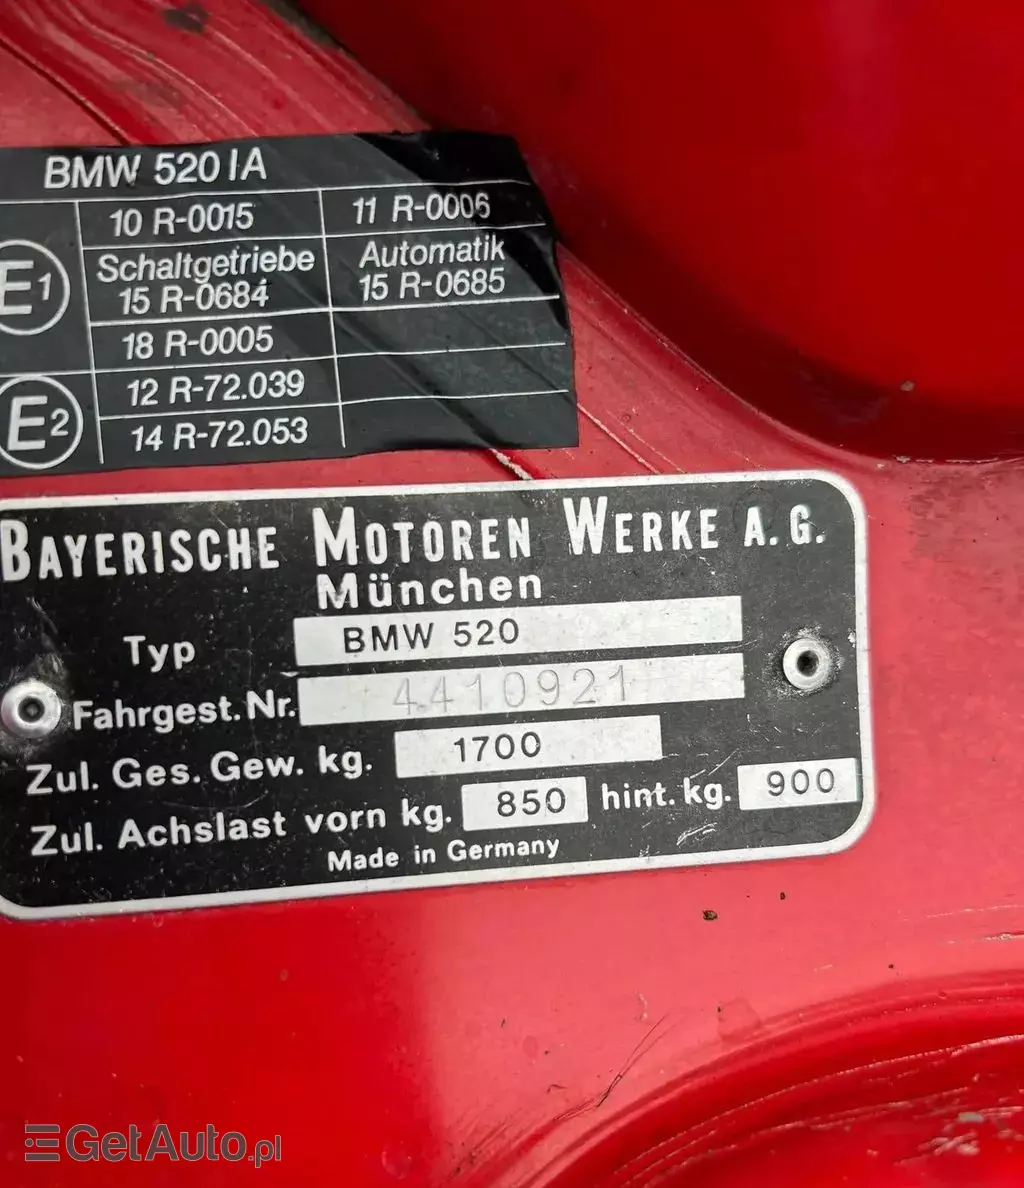 BMW 520 IA
10 R-0015 11 R-0006
E1
Schaltgetriebe Automatik
15 R-0684 15 R-0685
18 R-0005
12 R-72.039
E2
14 R-72.053
BAYERISCHE MOTOREN WERKE A.G.
München
Typ BMW 520
Fahrgest. Nr. 4410921
Zul. Ges. Gew. kg. 1700
Zul. Achslast vorn kg. 850 hint. kg. 900
Made in Germany
GetAuto.pl